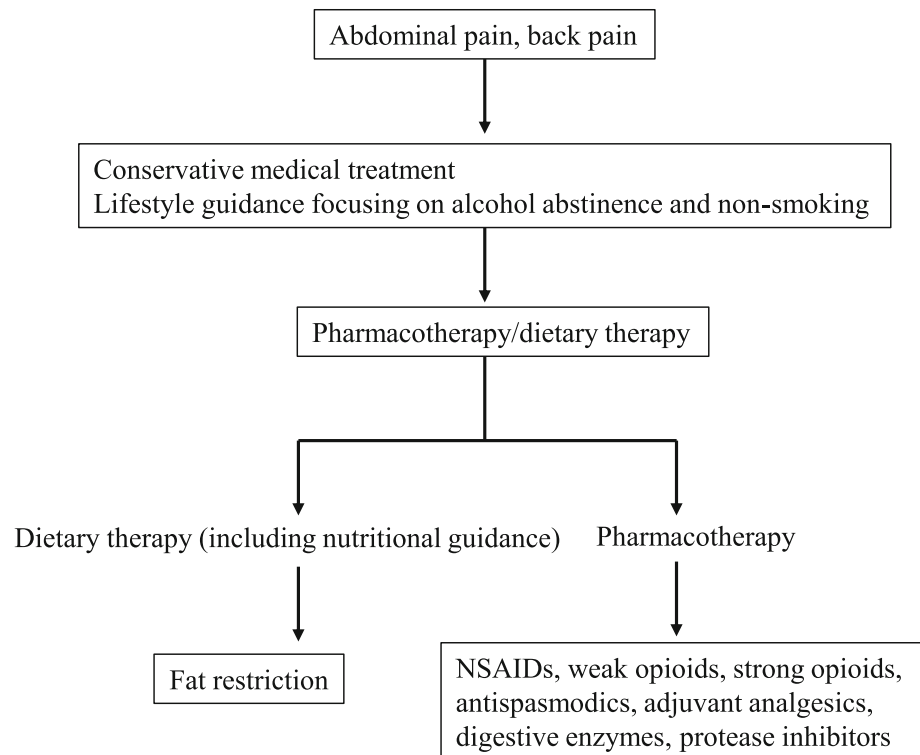 Abdominal pain, back pain
Conservative medical treatment
Lifestyle guidance focusing on alcohol abstinence and non-smoking
Pharmacotherapy/dietary therapy
Dietary therapy (including nutritional guidance)
Pharmacotherapy
Fat restriction
NSAIDs, weak opioids, strong opioids,
antispasmodics, adjuvant analgesics,
digestive enzymes, protease inhibitors